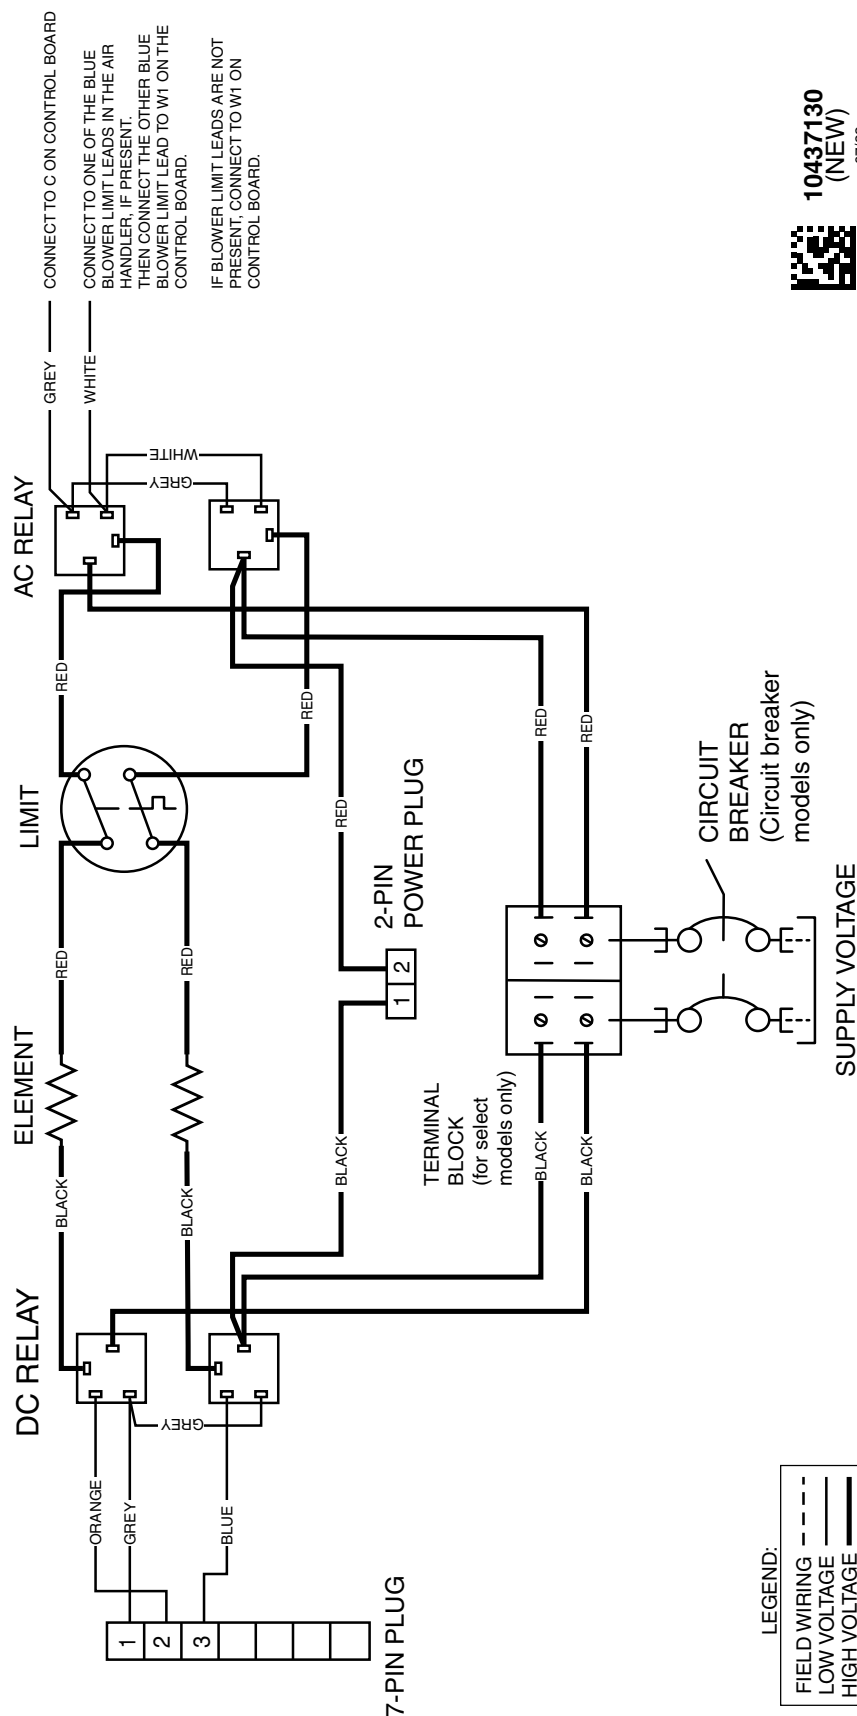 CONNECT TO C ON CONTROL BOARD
CONNECT TO ONE OF THE BLUE
BLOWER LIMIT LEADS IN THE AIR
HANDLER, IF PRESENT.
THEN CONNECT THE OTHER BLUE
BLOWER LIMIT LEAD TO W1 ON THE
CONTROL BOARD.
IF BLOWER LIMIT LEADS ARE NOT
PRESENT, CONNECT TO W1 ON
CONTROL BOARD.
GREY
WHITE
AC RELAY
GREY
WHITE
RED
RED
LIMIT
RED
RED
ELEMENT
BLACK
BLACK
DC RELAY
ORANGE
GREY
GREY
BLUE
1
2
3
7-PIN PLUG
RED
BLACK
1 2
2-PIN
POWER PLUG
RED
RED
TERMINAL
BLOCK
(for select
models only)
BLACK
BLACK
CIRCUIT
BREAKER
(Circuit breaker
models only)
SUPPLY VOLTAGE
LEGEND:
FIELD WIRING
LOW VOLTAGE
HIGH VOLTAGE
10437130
(NEW)